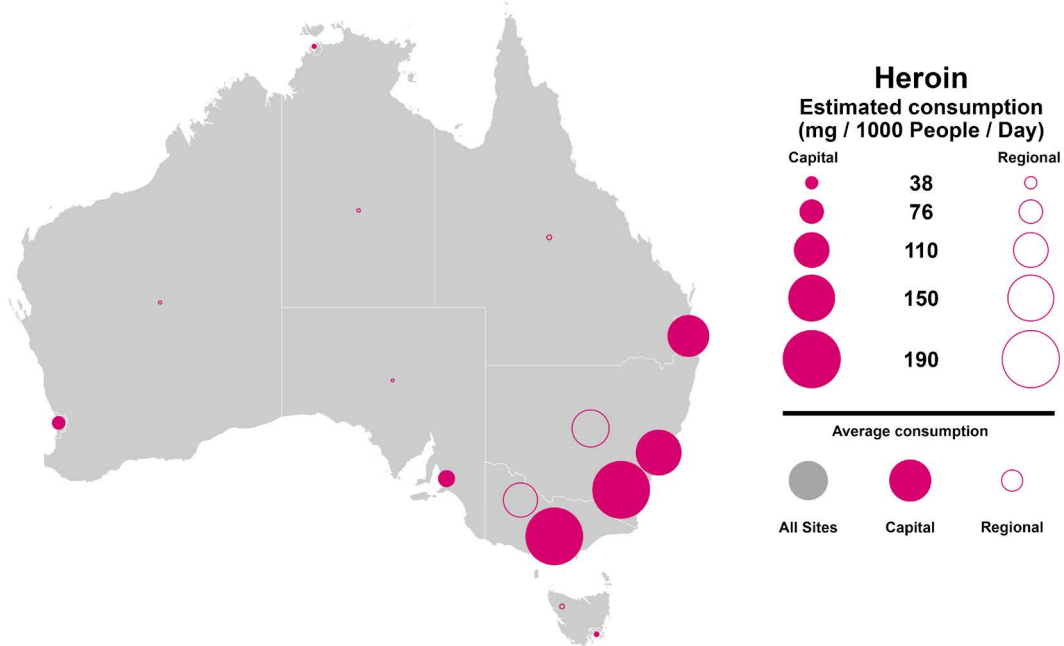 Heroin
Estimated consumption
(mg / 1000 People / Day)
Capital Regional
38
76
110
150
190
Average consumption
All Sites Capital Regional